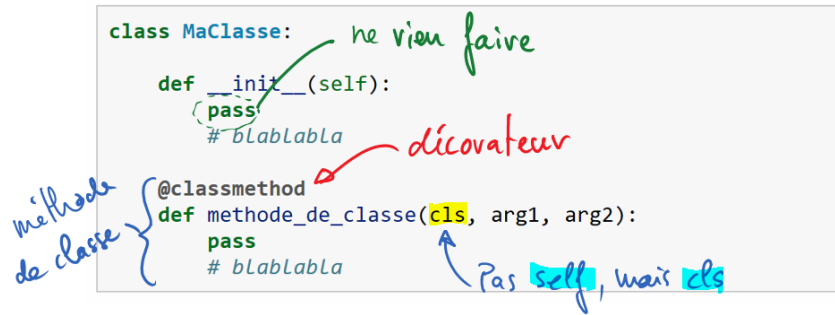 class MaClasse:
ne rien faire
def __init__(self):
pass
# blablabla
décorateur
@classmethod
def methode_de_classe(cls, arg1, arg2):
pass
# blablabla
méthode
de classe
Pas self, mais cls